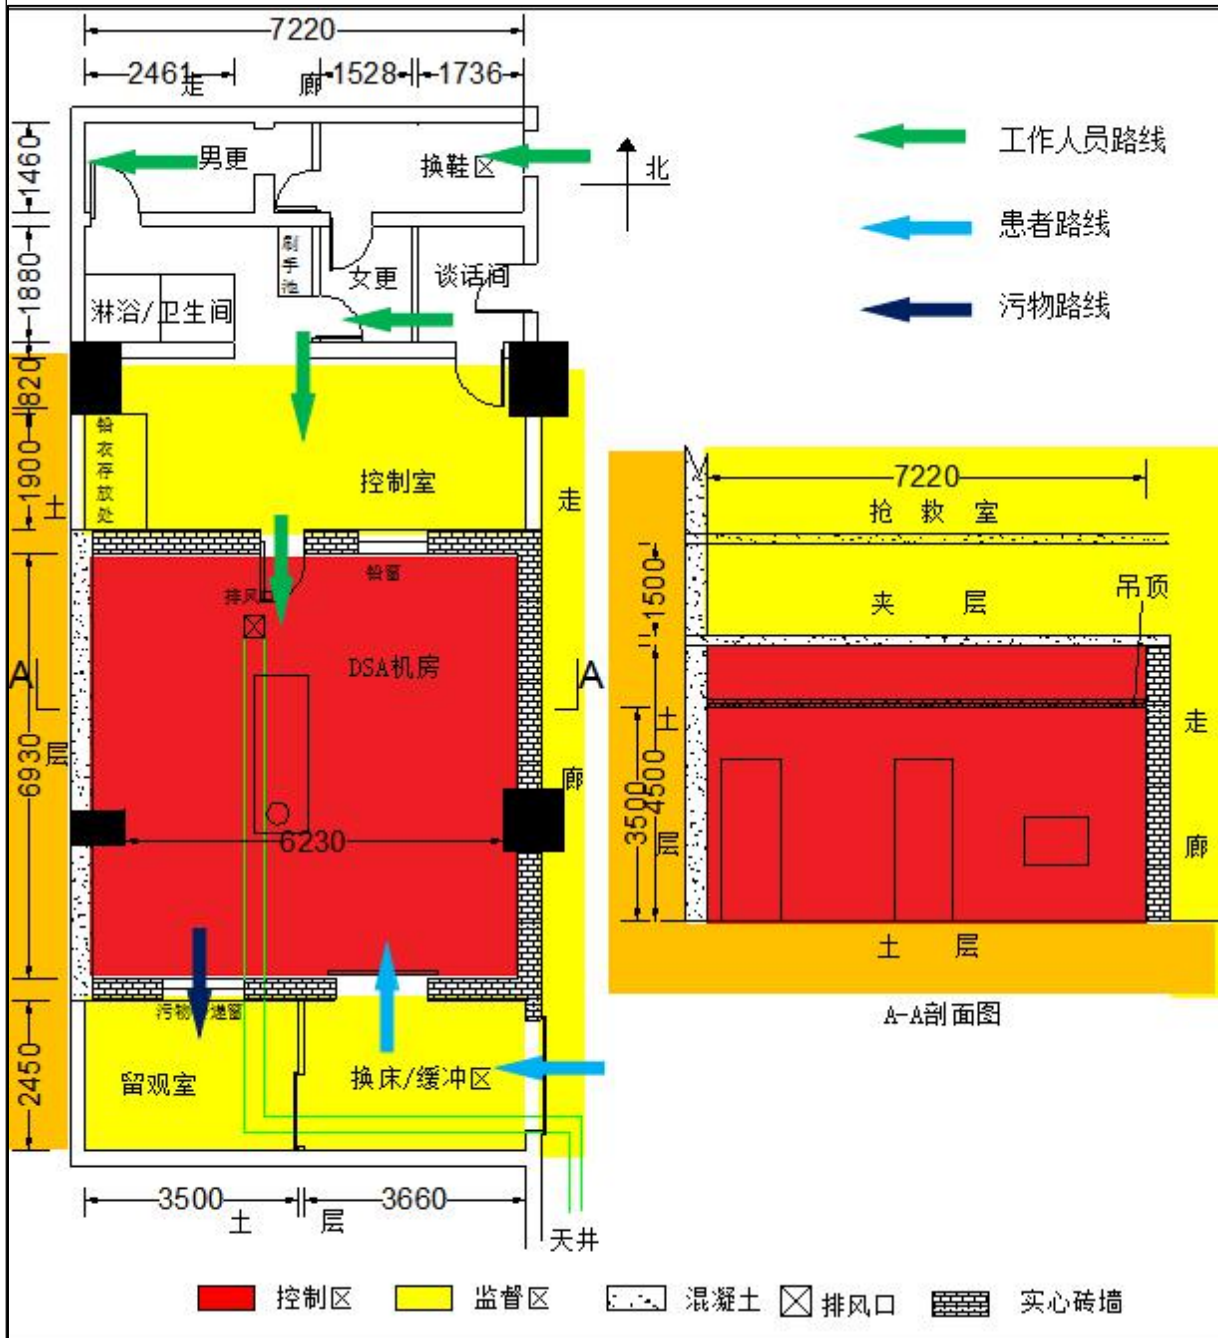 7220
2461
走 廊
1528
1736
1460
男更
换鞋区
北
工作人员路线
患者路线
污物路线
1880
刷手池
女更
谈话间
淋浴/卫生间
820
1900
铅衣存放处
控制室
土
层
走
廊
铅窗
排风口
DSA机房
A
A
6930
6230
2450
污物
递窗
留观室
换床/缓冲区
3500
3660
土 层
天井
7220
抢 救 室
1500
夹 层
吊顶
3500
4500
土
层
走
廊
土 层
A-A剖面图
控制区
监督区
混凝土
排风口
实心砖墙